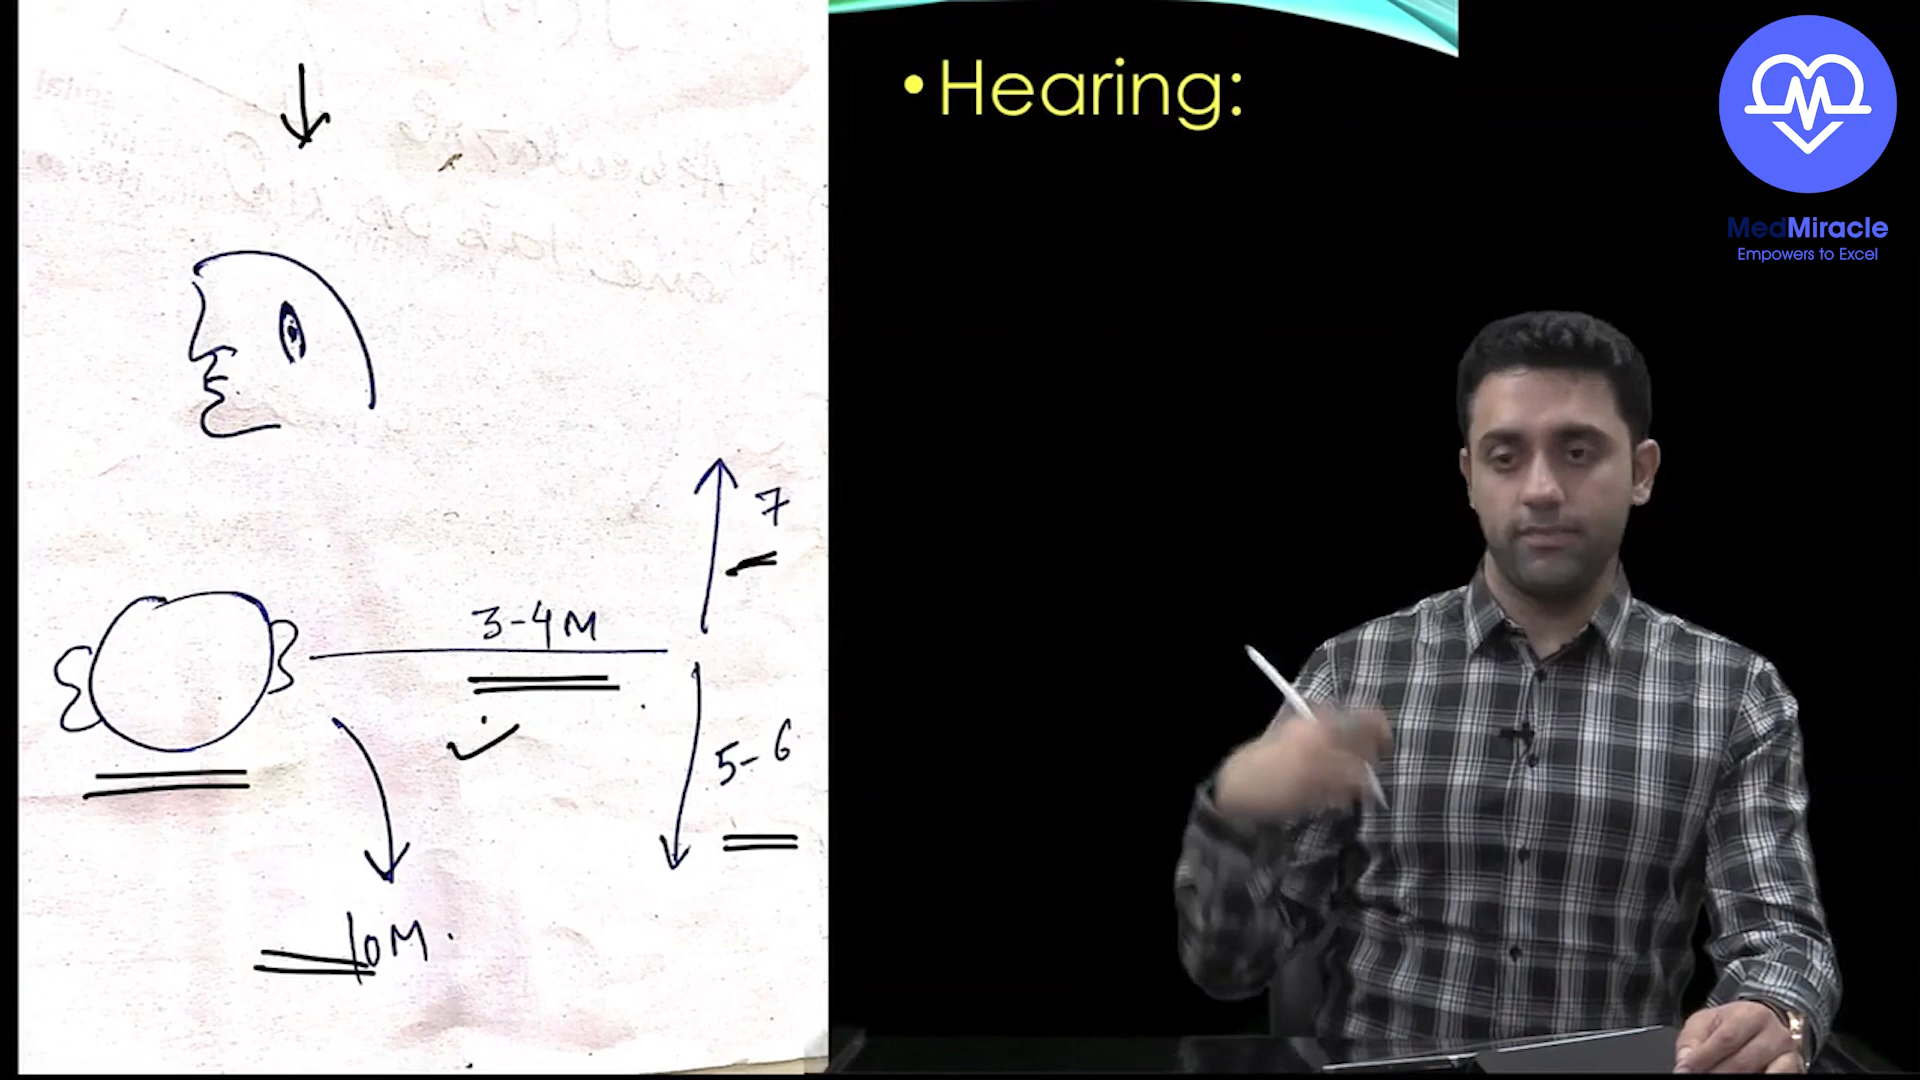 • Hearing:
MedMiracle
Empowers to Excel
7
3-4M
5-6
10M.